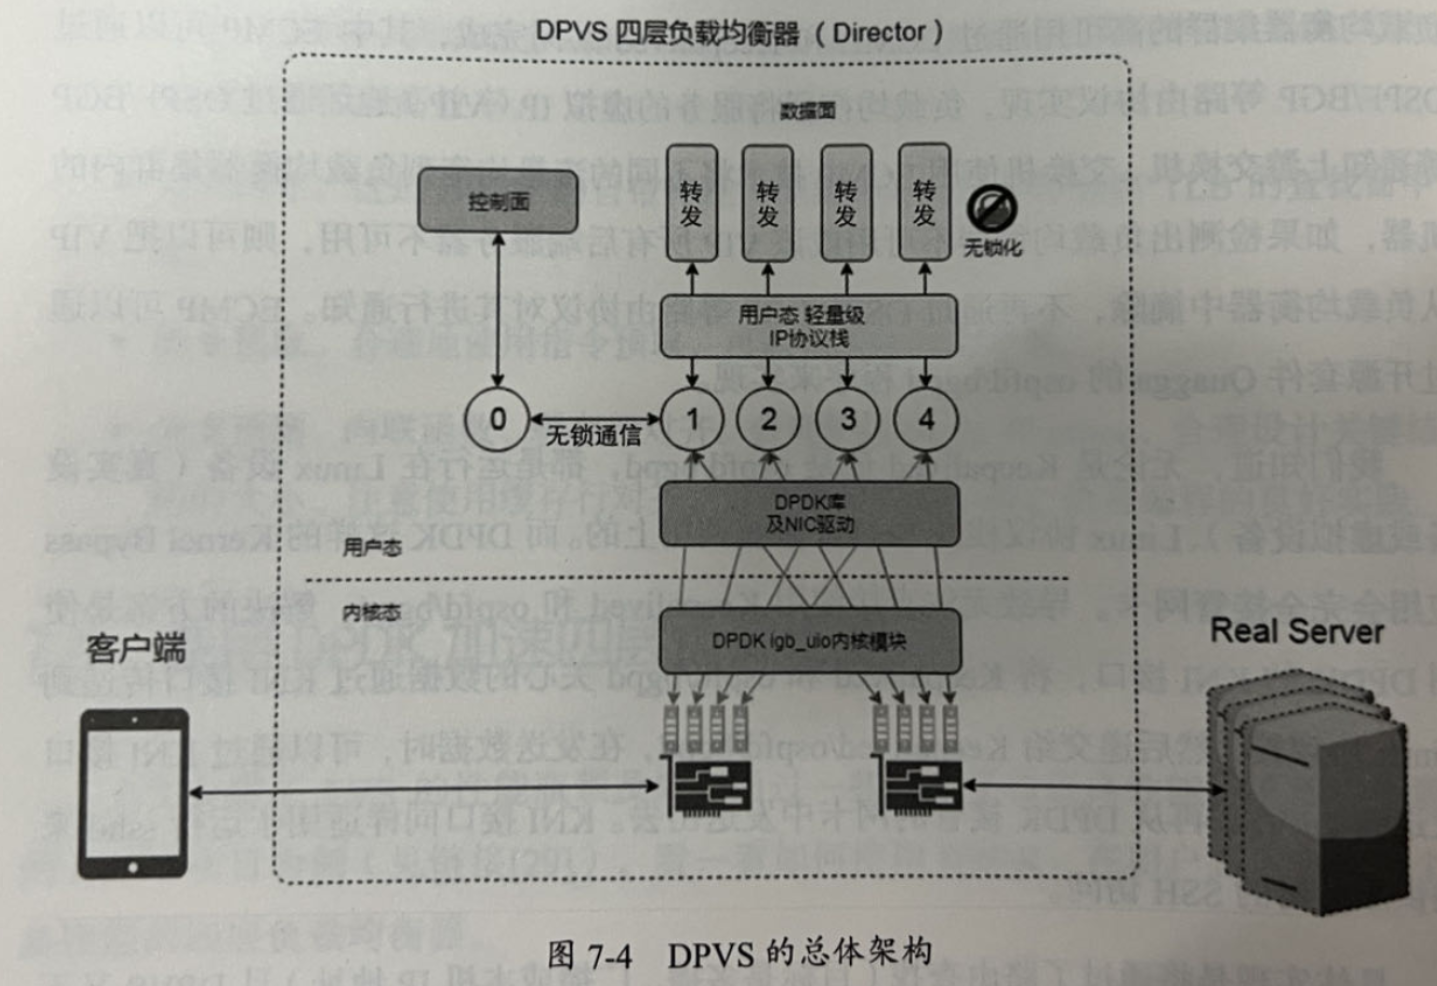 DPVS 四层负载均衡器（Director）
数据面
控制面
转发
转发
转发
转发
无锁化
用户态 轻量级
IP协议栈
0
无锁通信
1
2
3
4
DPDK库
及NIC驱动
用户态
内核态
DPDK igb_uio内核模块
客户端
Real Server
图 7-4 DPVS 的总体架构